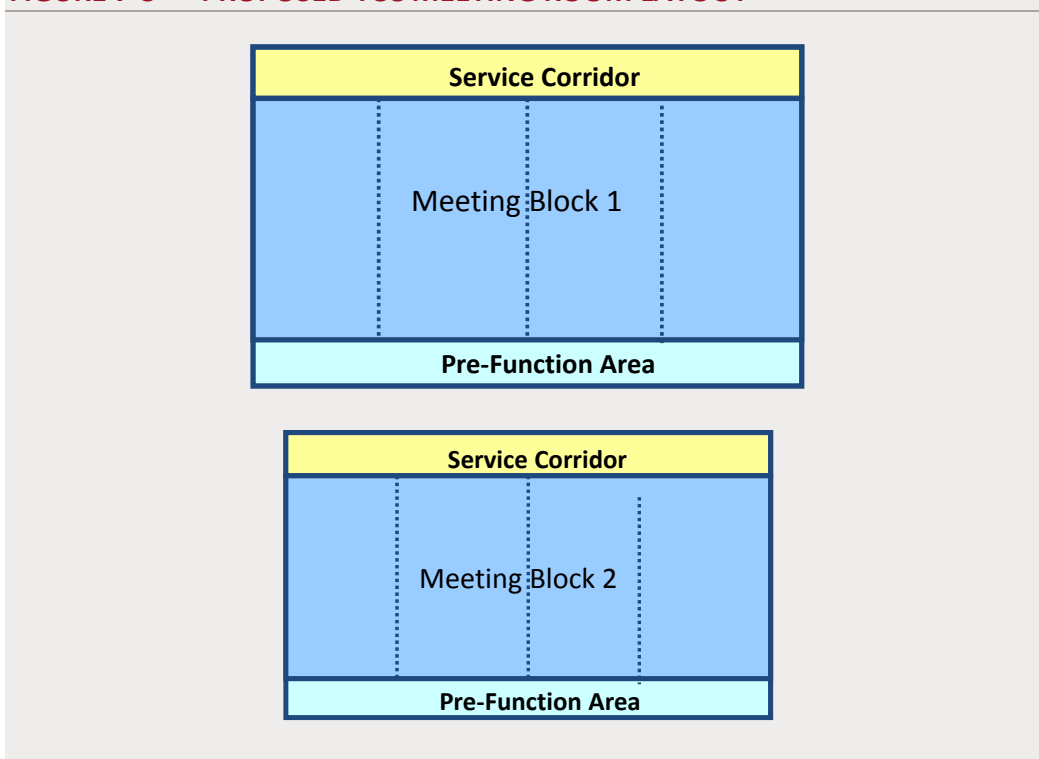 Service Corridor
Meeting Block 1
Pre-Function Area
Service Corridor
Meeting Block 2
Pre-Function Area